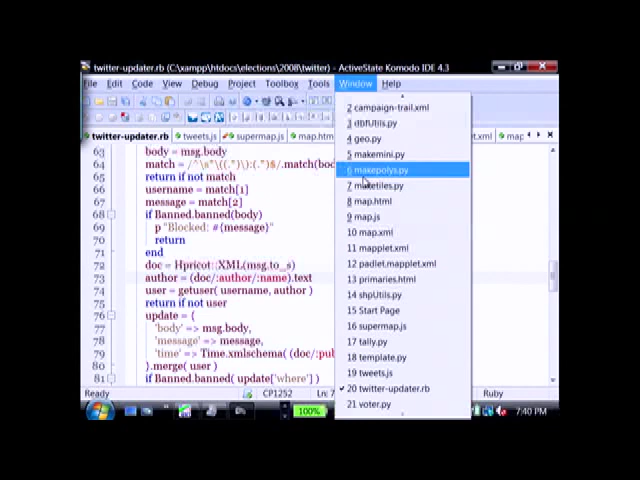 twitter-updater.rb (C:\xampp\htdocs\elections\2008\twitter) - ActiveState Komodo IDE 4.3
File Edit Code View Debug Project Toolbox Tools Window Help
twitter-updater.rb tweets.js supermap.js map.htm xt.xml map
63 body = msg.body
64 match = /^\s*\((.*)\):(.*)$/.match(bod
65 return if not match
66 username = match[1]
67 message = match[2]
68 if Banned.banned(body)
69 p "Blocked: #{message}"
70 return
71 end
72 doc = Hpricot::XML(msg.to_s)
73 author = (doc/:author/:name).text
74 user = getuser( username, author )
75 return if not user
76 update = {
77 'body' => msg.body,
78 'message' => message,
79 'time' => Time.xmlschema( (doc/:pul
80 }.merge( user )
81 if Banned.banned( update['where'] )
2 campaign-trail.xml
3 dbfUtils.py
4 geo.py
5 makemini.py
6 makepolys.py
7 maketiles.py
8 map.html
9 map.js
10 map.xml
11 mapplet.xml
12 padlet.mapplet.xml
13 primaries.html
14 shpUtils.py
15 Start Page
16 supermap.js
17 tally.py
18 template.py
19 tweets.js
20 twitter-updater.rb
21 voter.py
Ready CP1252 Ln: 7 Ruby
100% 7:40 PM